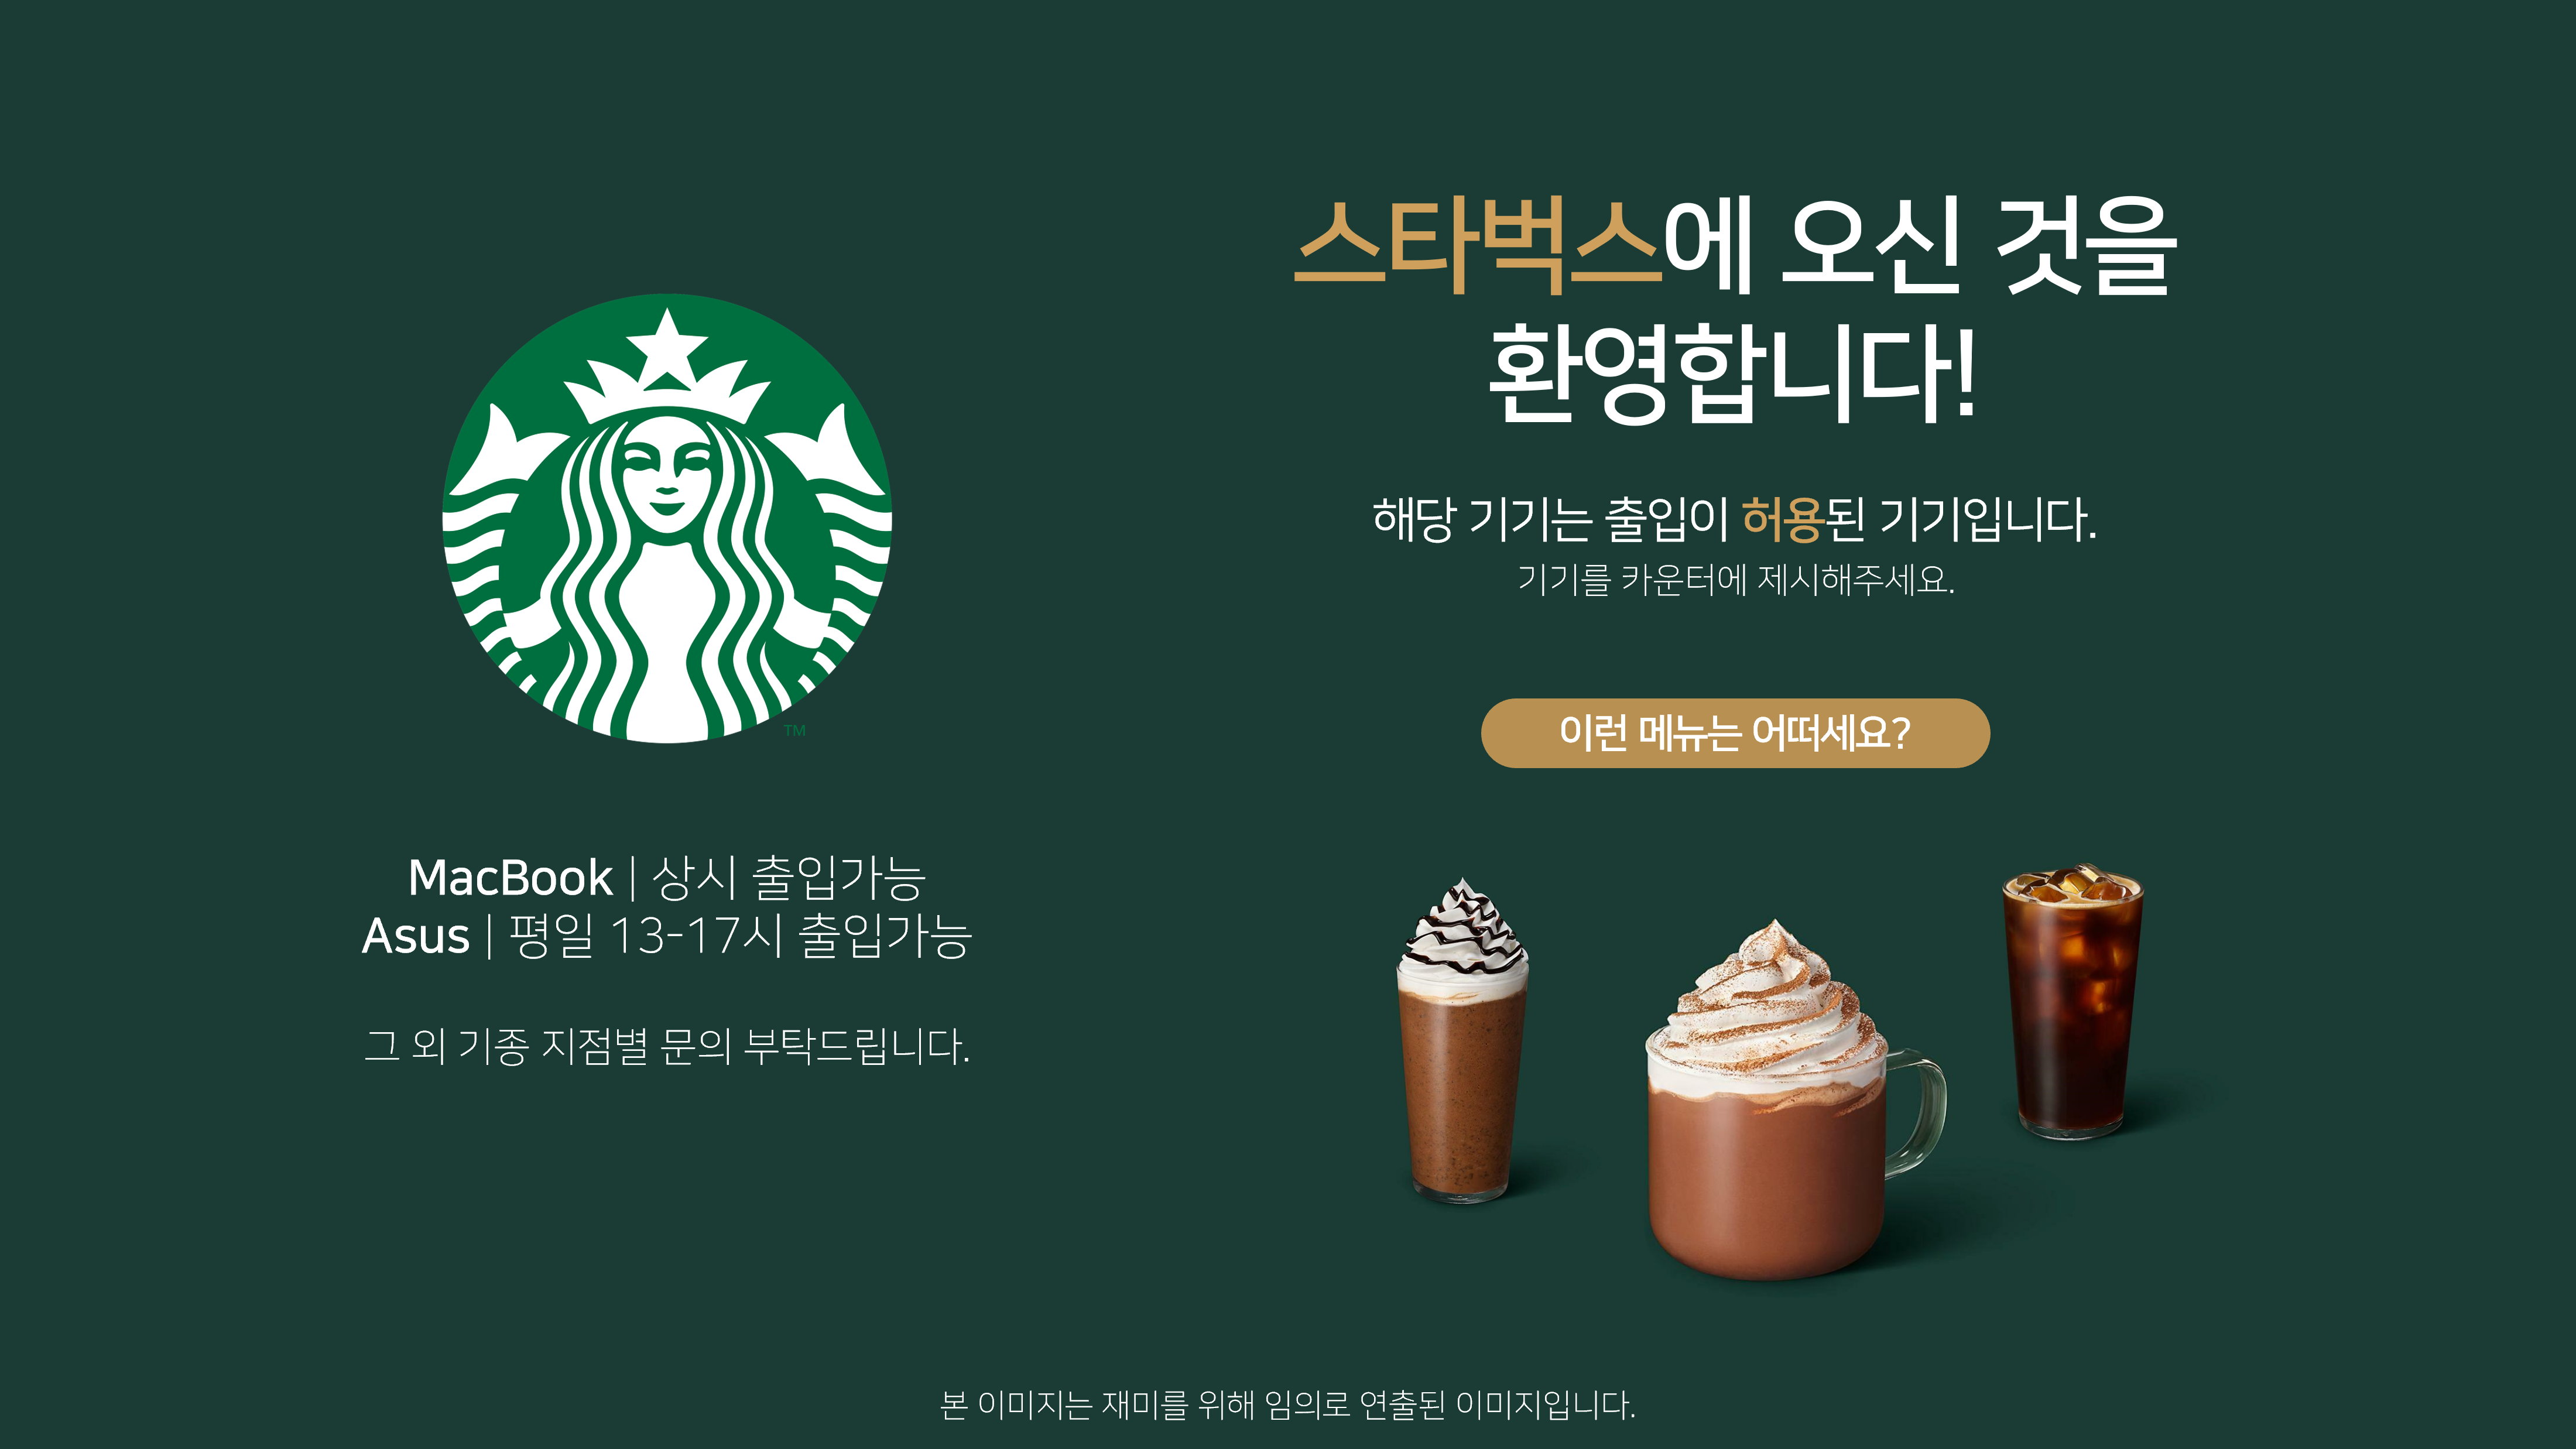 스타벅스에 오신 것을
환영합니다!
해당 기기는 출입이 허용된 기기입니다.
기기를 카운터에 제시해주세요.
이런 메뉴는 어떠세요?
TM
MacBook | 상시 출입가능
Asus | 평일 13-17시 출입가능
그 외 기종 지점별 문의 부탁드립니다.
본 이미지는 재미를 위해 임의로 연출된 이미지입니다.